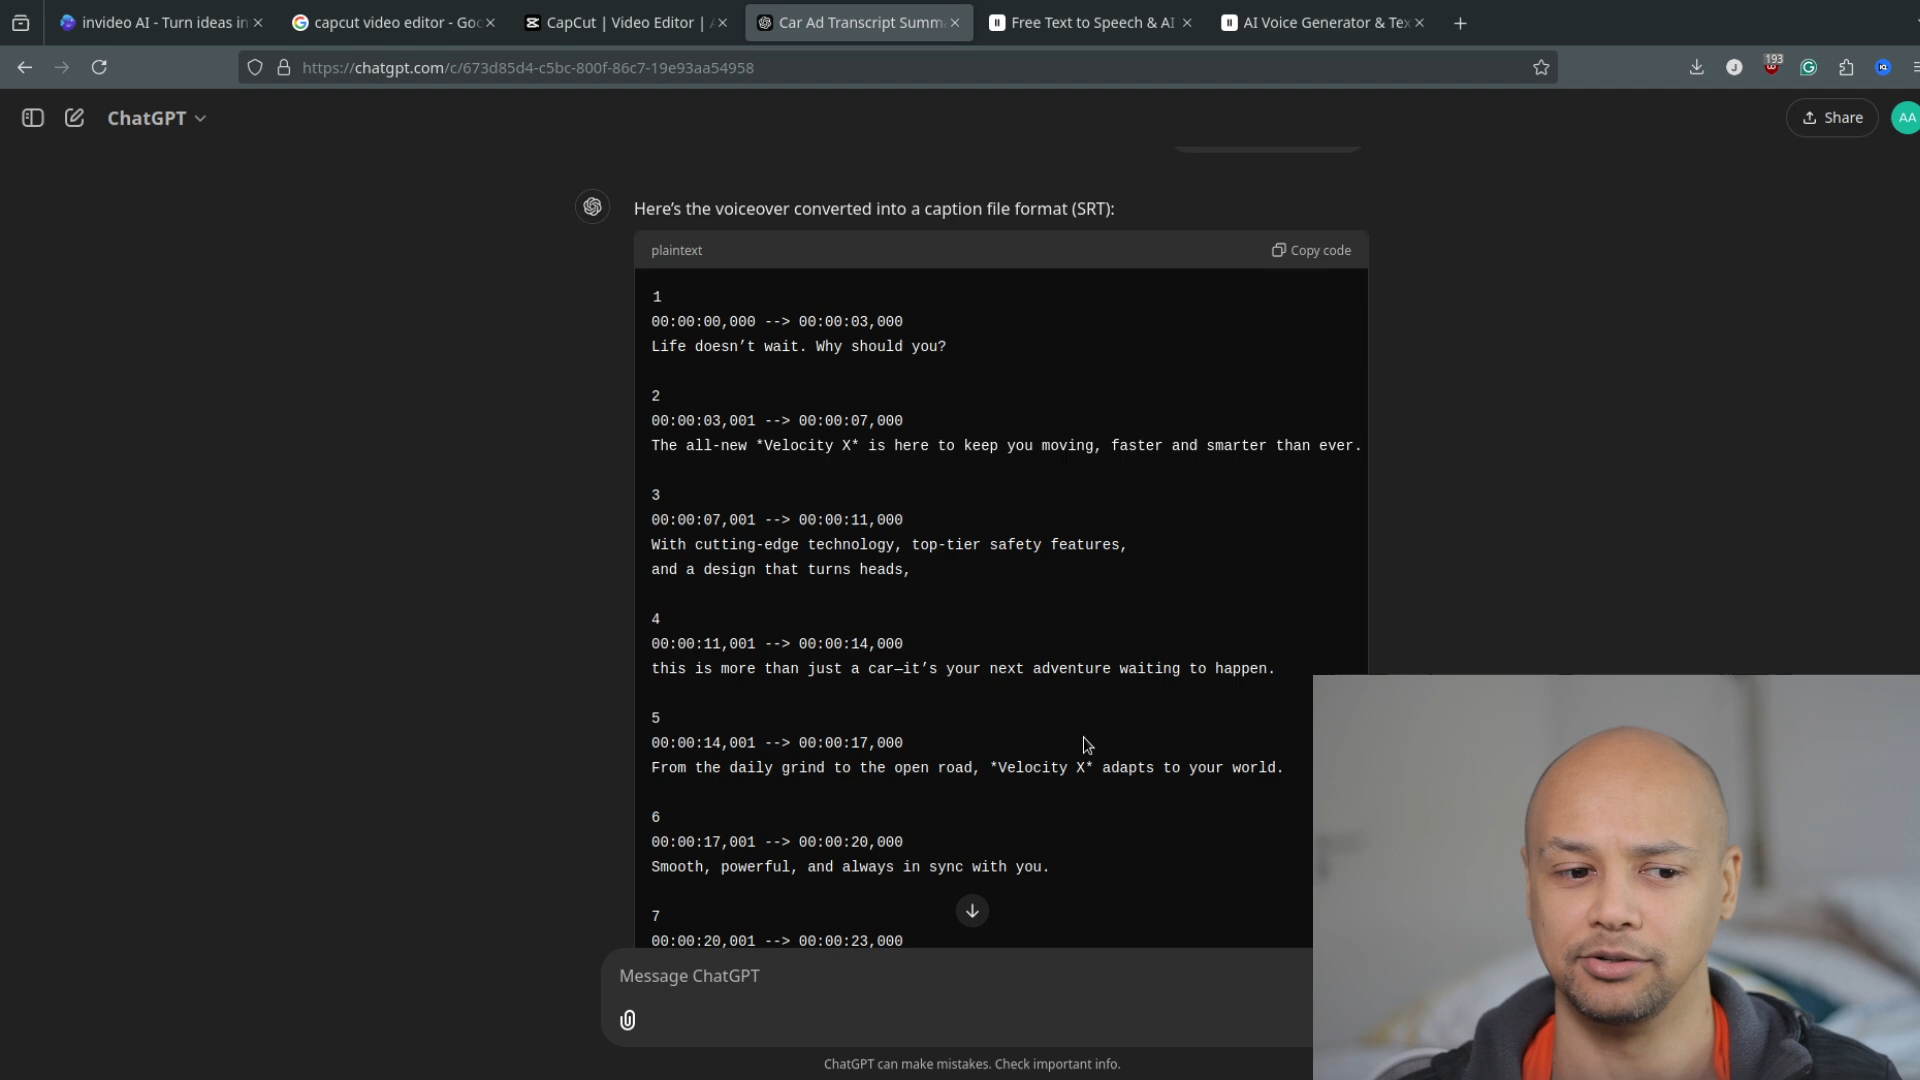 invideo AI - Turn ideas in
capcut video editor - Goo
CapCut | Video Editor | A
Car Ad Transcript Summ
Free Text to Speech & AI
AI Voice Generator & Tex
https://chatgpt.com/c/673d85d4-c5bc-800f-86c7-19e93aa54958
193
J
ChatGPT
Share
AA
Here’s the voiceover converted into a caption file format (SRT):
plaintext
Copy code
1
00:00:00,000 --> 00:00:03,000
Life doesn’t wait. Why should you?
2
00:00:03,001 --> 00:00:07,000
The all-new *Velocity X* is here to keep you moving, faster and smarter than ever.
3
00:00:07,001 --> 00:00:11,000
With cutting-edge technology, top-tier safety features,
and a design that turns heads,
4
00:00:11,001 --> 00:00:14,000
this is more than just a car—it’s your next adventure waiting to happen.
5
00:00:14,001 --> 00:00:17,000
From the daily grind to the open road, *Velocity X* adapts to your world.
6
00:00:17,001 --> 00:00:20,000
Smooth, powerful, and always in sync with you.
7
00:00:20,001 --> 00:00:23,000
Message ChatGPT
ChatGPT can make mistakes. Check important info.